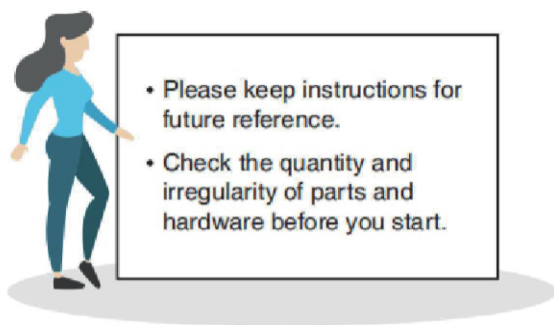 • Please keep instructions for
future reference.
• Check the quantity and
irregularity of parts and
hardware before you start.